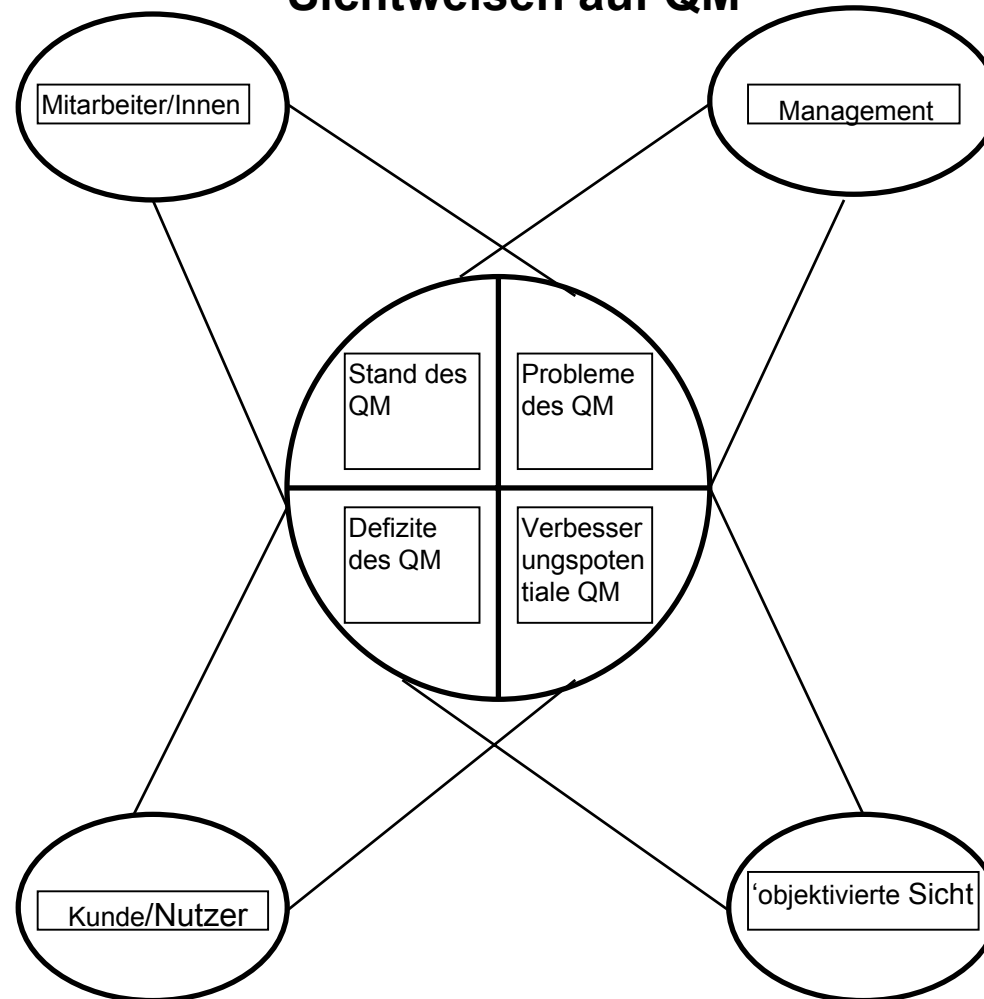 Sichtweisen auf QM
Mitarbeiter/Innen
Management
Stand des
QM
Probleme
des QM
Defizite
des QM
Verbesser
ungspoten
tiale QM
Kunde/Nutzer
‘objektivierte Sicht